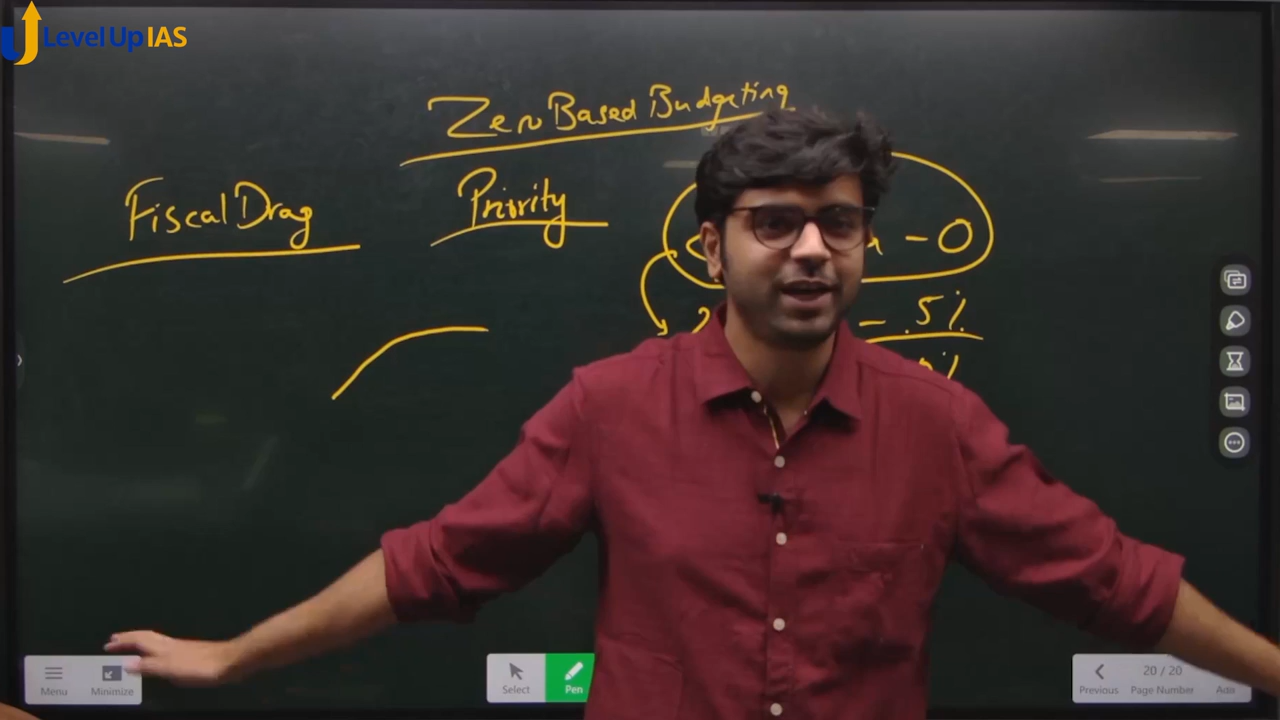 Level Up IAS
Zero Based Budgeting
Fiscal Drag
Priority
- 0
- .5%
Menu
Minimize
Select
Pen
Previous
20 / 20
Page Number
Add